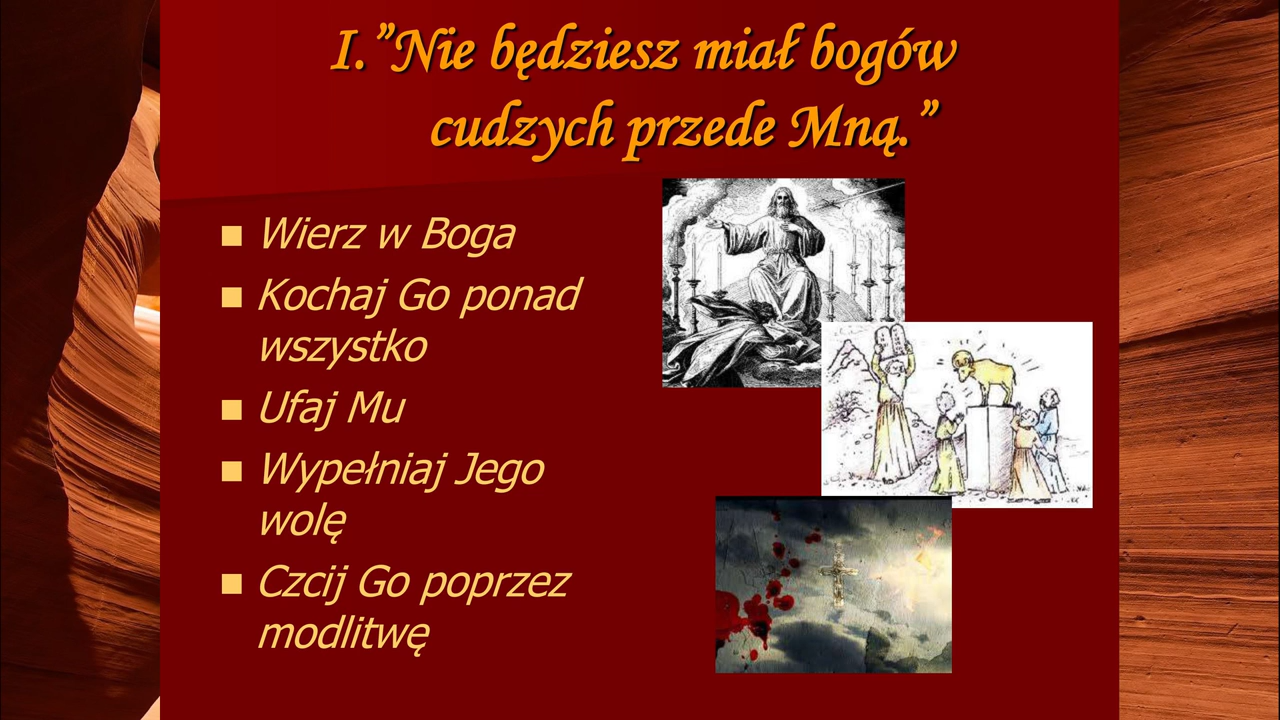 I.”Nie będziesz miał bogów
cudzych przede Mną.”
Wierz w Boga
Kochaj Go ponad
wszystko
Ufaj Mu
Wypełniaj Jego
wolę
Czcij Go poprzez
modlitwę